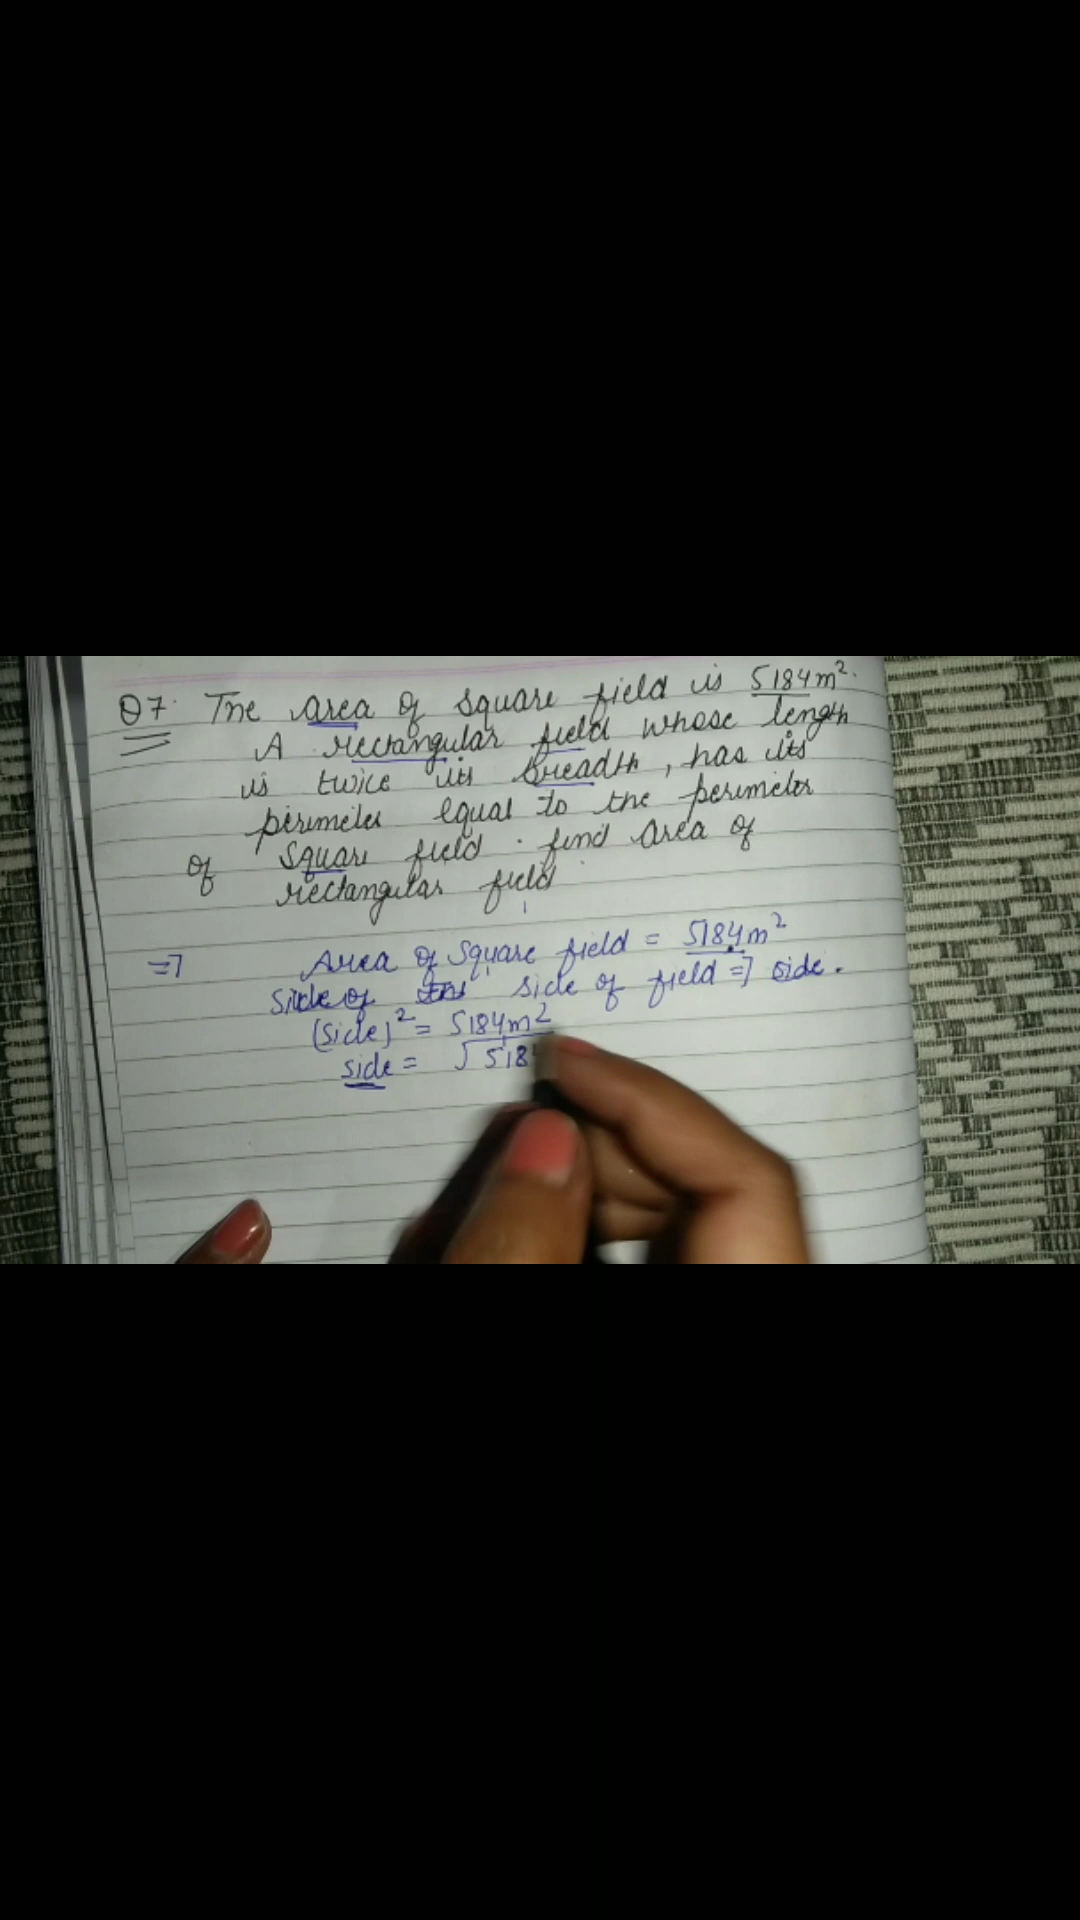 Q7. The area of square field is 5184m².
A rectangular field whose length
is twice its breadth, has its
perimeter equal to the perimeter
of square field. find area of
rectangular field
=> Area of square field = 5184m²
Side of side of field => side.
(side)² = 5184m²
side = √518